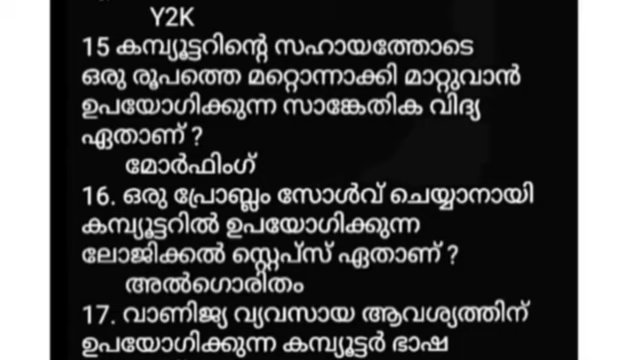 Y2K
15 കമ്പ്യൂട്ടറിന്റെ സഹായത്തോടെ
ഒരു രൂപത്തെ മറ്റൊന്നാക്കി മാറ്റുവാൻ
ഉപയോഗിക്കുന്ന സാങ്കേതിക വിദ്യ
ഏതാണ് ?
മോർഫിംഗ്
16. ഒരു പ്രോബ്ലം സോൾവ് ചെയ്യാനായി
കമ്പ്യൂട്ടറിൽ ഉപയോഗിക്കുന്ന
ലോജിക്കൽ സ്റ്റെപ്സ് ഏതാണ് ?
അൽഗൊരിതം
17. വാണിജ്യ വ്യവസായ ആവശ്യത്തിന്
ഉപയോഗിക്കുന്ന കമ്പ്യൂട്ടർ ഭാഷ